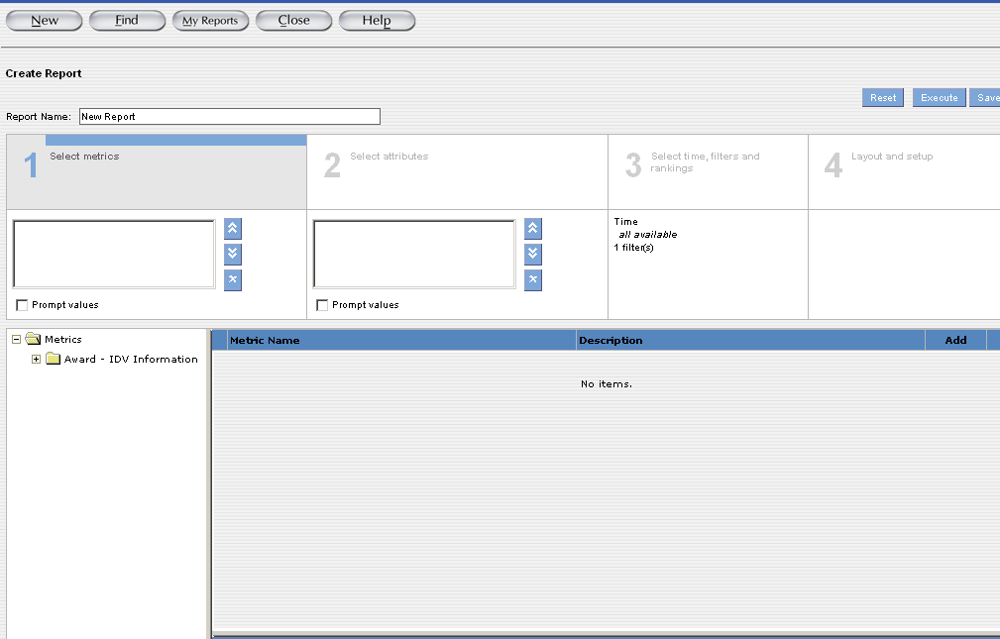 New Find My Reports Close Help
Create Report
Reset Execute Save
Report Name: New Report
1 Select metrics
2 Select attributes
3 Select time, filters and
rankings
4 Layout and setup
Time
all available
1 filter(s)
Prompt values
Prompt values
Metrics
Award - IDV Information
Metric Name Description Add
No items.